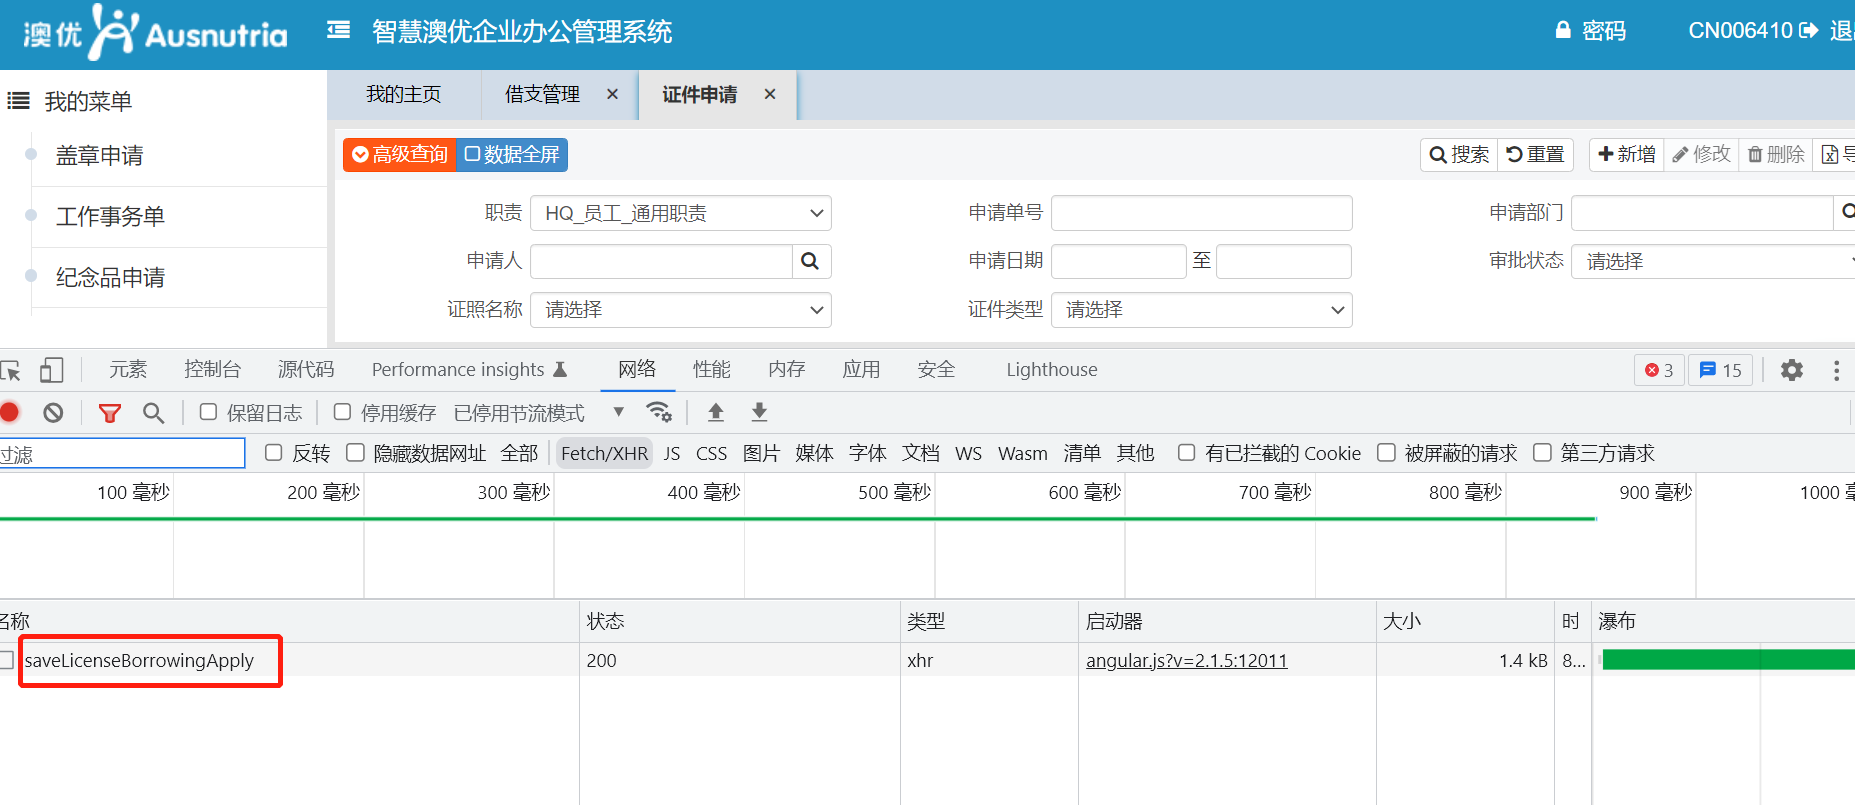 澳优 Ausnutria 智慧澳优企业办公管理系统 密码 CN006410 退出
我的菜单 我的主页 借支管理 × 证件申请 ×
盖章申请 高级查询 数据全屏 搜索 重置 新增 修改 删除 导
工作事务单 职责 HQ_员工_通用职责 申请单号 申请部门
申请人 申请日期 至 审批状态 请选择
纪念品申请 证照名称 请选择 证件类型 请选择
元素 控制台 源代码 Performance insights 网络 性能 内存 应用 安全 Lighthouse 3 15
保留日志 停用缓存 已停用节流模式
过滤 反转 隐藏数据网址 全部 Fetch/XHR JS CSS 图片 媒体 字体 文档 WS Wasm 清单 其他 有已拦截的 Cookie 被屏蔽的请求 第三方请求
100 毫秒 200 毫秒 300 毫秒 400 毫秒 500 毫秒 600 毫秒 700 毫秒 800 毫秒 900 毫秒 1000 毫
名称 状态 类型 启动器 大小 时 瀑布
saveLicenseBorrowingApply 200 xhr angular.js?v=2.1.5:12011 1.4 kB 8...